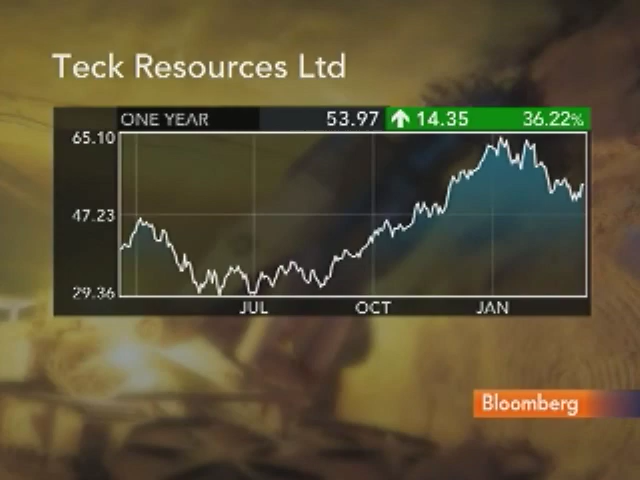 Teck Resources Ltd
ONE YEAR 53.97 14.35 36.22%
65.10
47.23
29.36
JUL OCT JAN
Bloomberg